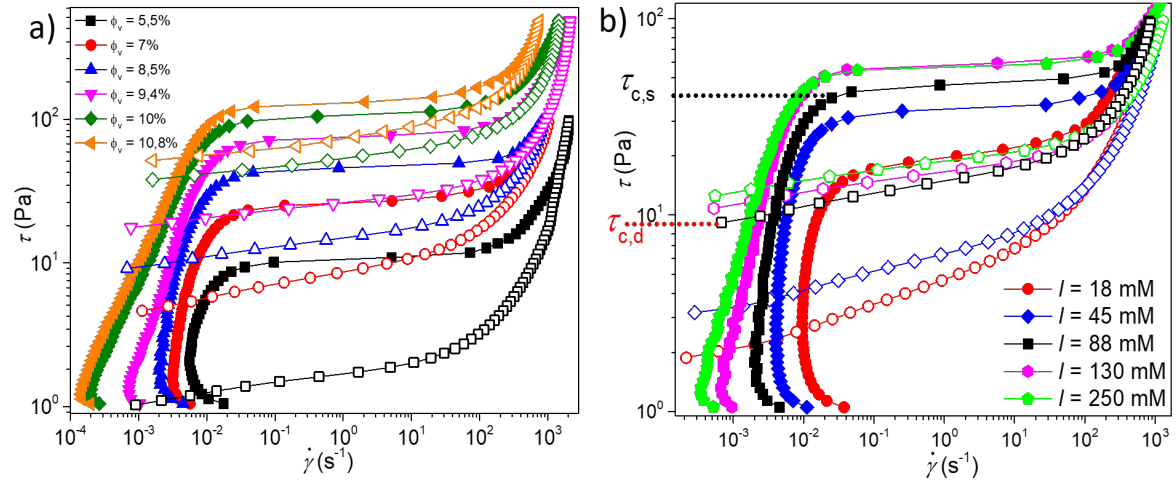 a)
ϕv = 5,5%
ϕv = 7%
ϕv = 8,5%
ϕv = 9,4%
ϕv = 10%
ϕv = 10,8%
τ (Pa)
10²
10¹
10⁰
10⁻⁴ 10⁻³ 10⁻² 10⁻¹ 10⁰ 10¹ 10² 10³
γ̇ (s⁻¹)
b)
τc,s
τc,d
τ (Pa)
10²
10¹
10⁰
10⁻³ 10⁻² 10⁻¹ 10⁰ 10¹ 10² 10³
γ̇ (s⁻¹)
I = 18 mM
I = 45 mM
I = 88 mM
I = 130 mM
I = 250 mM